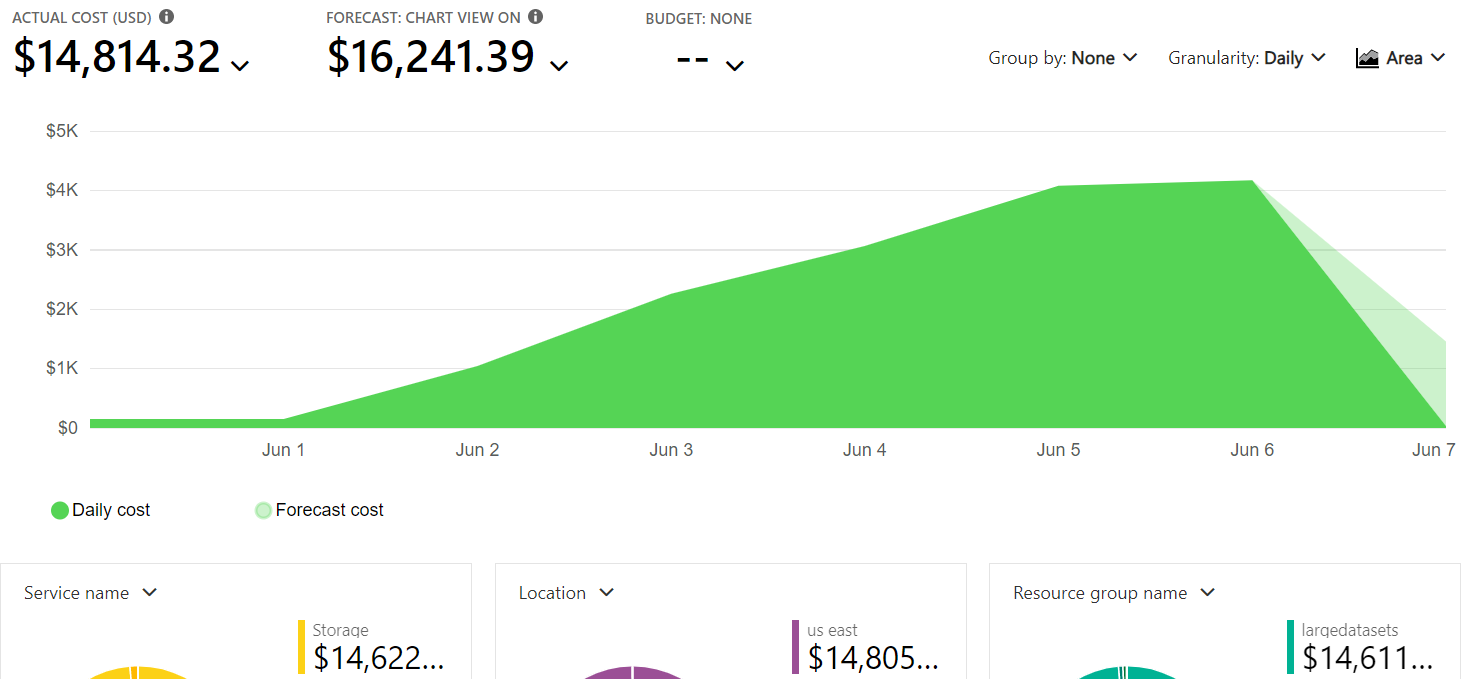 ACTUAL COST (USD)
$14,814.32
FORECAST: CHART VIEW ON
$16,241.39
BUDGET: NONE
--
Group by: None
Granularity: Daily
Area
$5K
$4K
$3K
$2K
$1K
$0
Jun 1 Jun 2 Jun 3 Jun 4 Jun 5 Jun 6 Jun 7
Daily cost
Forecast cost
Service name
Storage
$14,622...
Location
us east
$14,805...
Resource group name
largedatasets
$14,611...